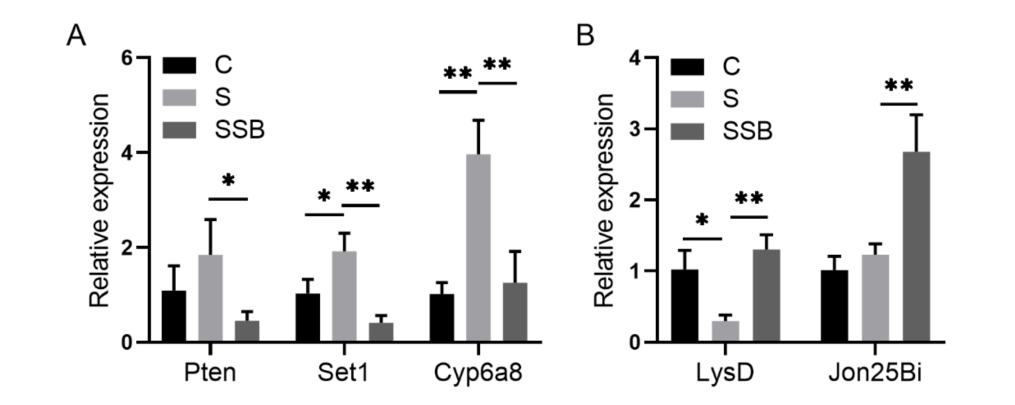 A
Relative expression
6
4
2
0
C
S
SSB
*
*
**
**
**
Pten
Set1
Cyp6a8
B
Relative expression
4
3
2
1
0
C
S
SSB
*
**
**
LysD
Jon25Bi